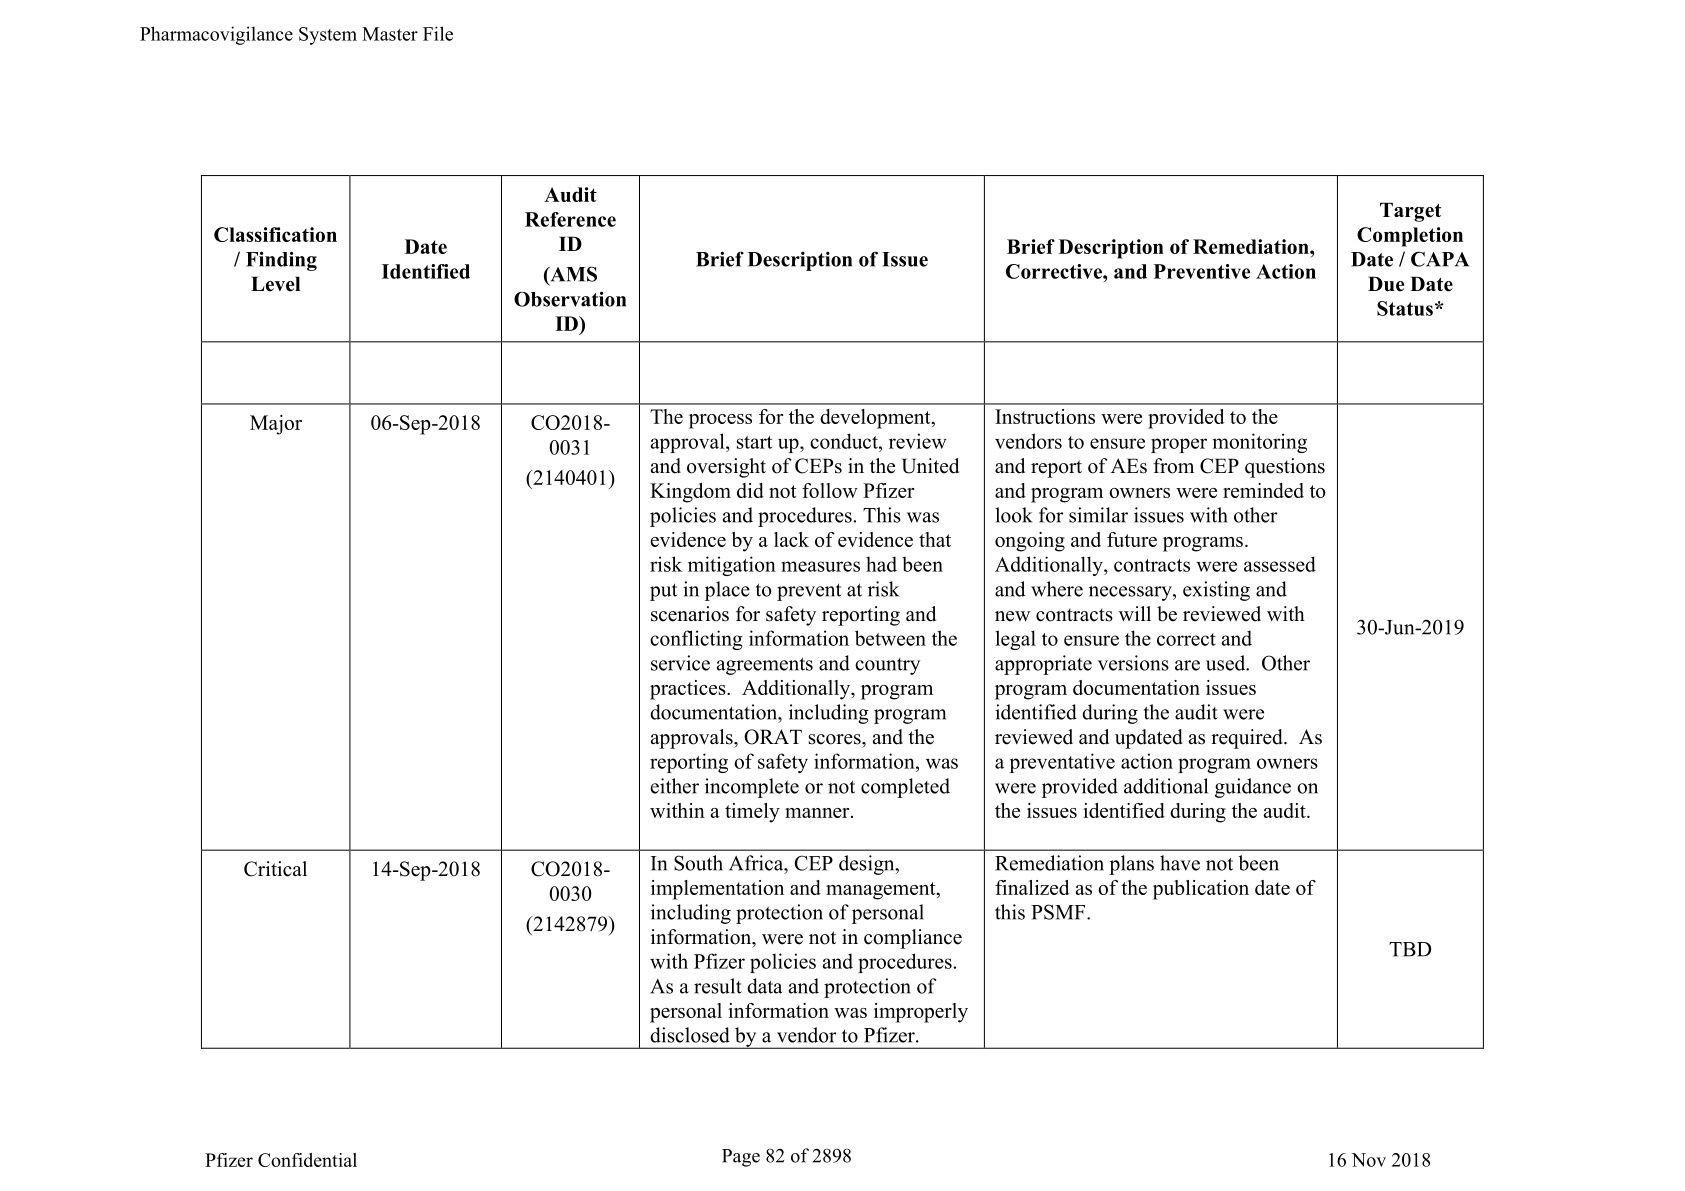 Pharmacovigilance System Master File
Classification
/ Finding
Level
Date
Identified
Audit
Reference
ID
(AMS
Observation
ID)
Brief Description of Issue
Brief Description of Remediation,
Corrective, and Preventive Action
Target
Completion
Date / CAPA
Due Date
Status*
Major
06-Sep-2018
CO2018-
0031
(2140401)
The process for the development,
approval, start up, conduct, review
and oversight of CEPs in the United
Kingdom did not follow Pfizer
policies and procedures. This was
evidence by a lack of evidence that
risk mitigation measures had been
put in place to prevent at risk
scenarios for safety reporting and
conflicting information between the
service agreements and country
practices.  Additionally, program
documentation, including program
approvals, ORAT scores, and the
reporting of safety information, was
either incomplete or not completed
within a timely manner.
Instructions were provided to the
vendors to ensure proper monitoring
and report of AEs from CEP questions
and program owners were reminded to
look for similar issues with other
ongoing and future programs.
Additionally, contracts were assessed
and where necessary, existing and
new contracts will be reviewed with
legal to ensure the correct and
appropriate versions are used.  Other
program documentation issues
identified during the audit were
reviewed and updated as required.  As
a preventative action program owners
were provided additional guidance on
the issues identified during the audit.
30-Jun-2019
Critical
14-Sep-2018
CO2018-
0030
(2142879)
In South Africa, CEP design,
implementation and management,
including protection of personal
information, were not in compliance
with Pfizer policies and procedures.
As a result data and protection of
personal information was improperly
disclosed by a vendor to Pfizer.
Remediation plans have not been
finalized as of the publication date of
this PSMF.
TBD
Pfizer Confidential
Page 82 of 2898
16 Nov 2018